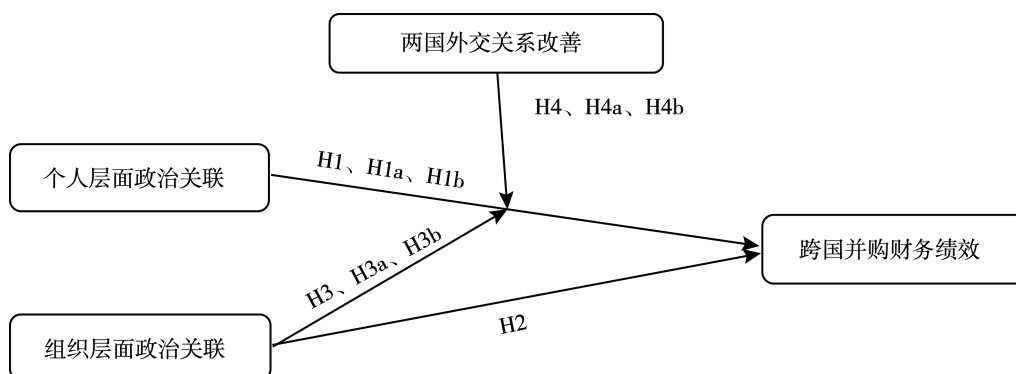 两国外交关系改善
H4、H4a、H4b
H1、H1a、H1b
个人层面政治关联
跨国并购财务绩效
H3、H3a、H3b
H2
组织层面政治关联